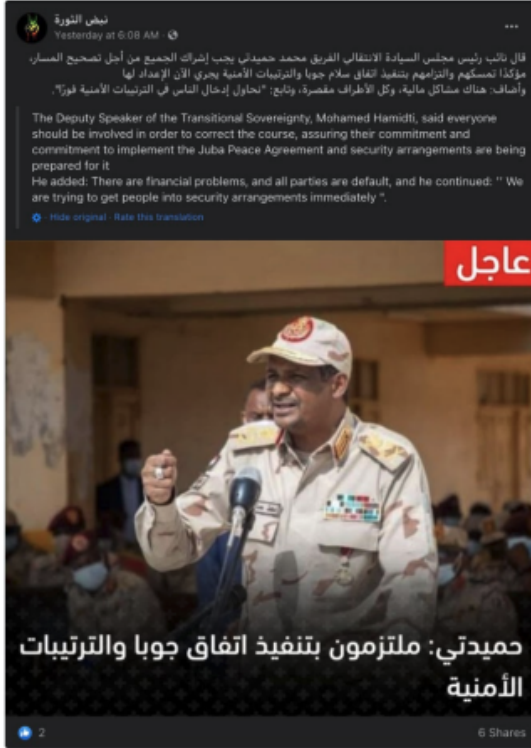 نبض الثورة
Yesterday at 6:08 AM ·
...
قال نائب رئيس مجلس السيادة الانتقالي الفريق محمد حميدتي يجب إشراك الجميع من أجل تصحيح المسار،
مؤكدًا تمسكهم والتزامهم بتنفيذ اتفاق سلام جوبا والترتيبات الأمنية يجري الآن الإعداد لها
وأضاف: هناك مشاكل مالية، وكل الأطراف مقصرة، وتابع: "نحاول إدخال الناس في الترتيبات الأمنية فورًا".
The Deputy Speaker of the Transitional Sovereignty, Mohamed Hamidti, said everyone
should be involved in order to correct the course, assuring their commitment and
commitment to implement the Juba Peace Agreement and security arrangements are being
prepared for it
He added: There are financial problems, and all parties are default, and he continued: '' We
are trying to get people into security arrangements immediately ".
· Hide original · Rate this translation
عاجل
حميدتي: ملتزمون بتنفيذ اتفاق جوبا والترتيبات
الأمنية
2
6 Shares